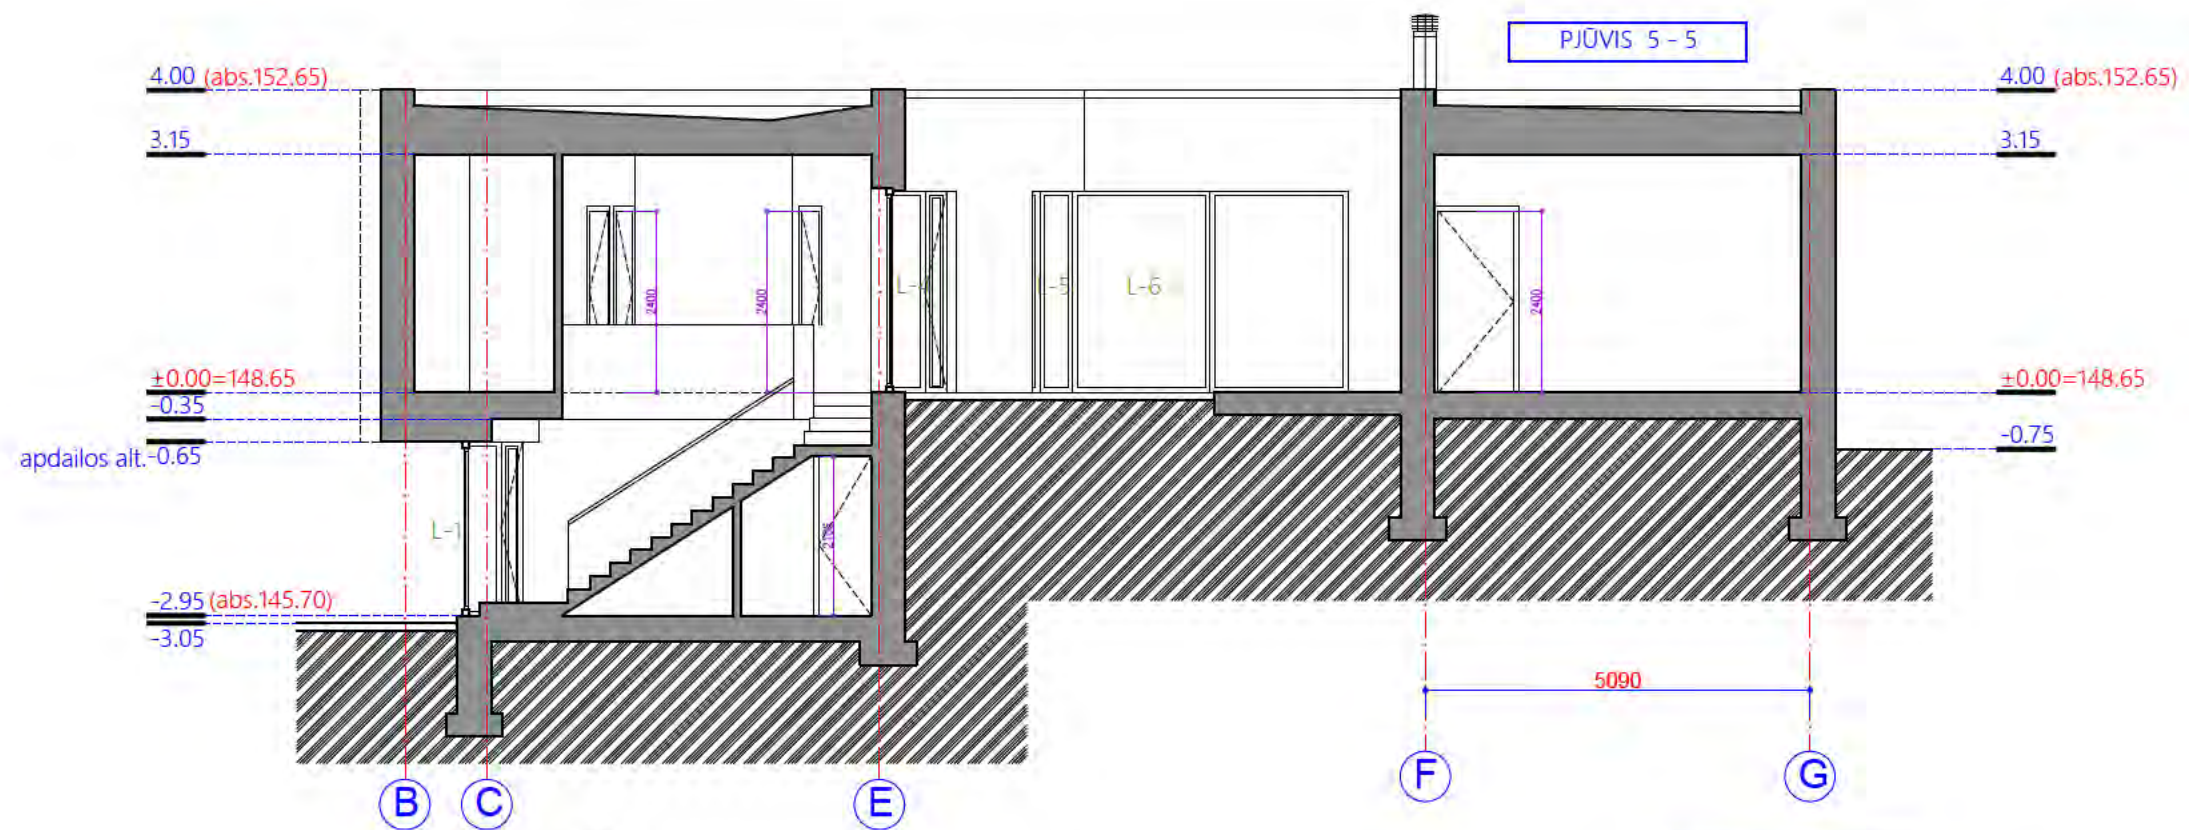 PJŪVIS 5 - 5
4.00 (abs.152.65)
4.00 (abs.152.65)
3.15
3.15
L-4
L-5
L-6
2400
2400
2400
±0.00=148.65
±0.00=148.65
-0.35
-0.75
apdailos alt.-0.65
L-1
-2.95 (abs.145.70)
-3.05
5090
B
C
E
F
G